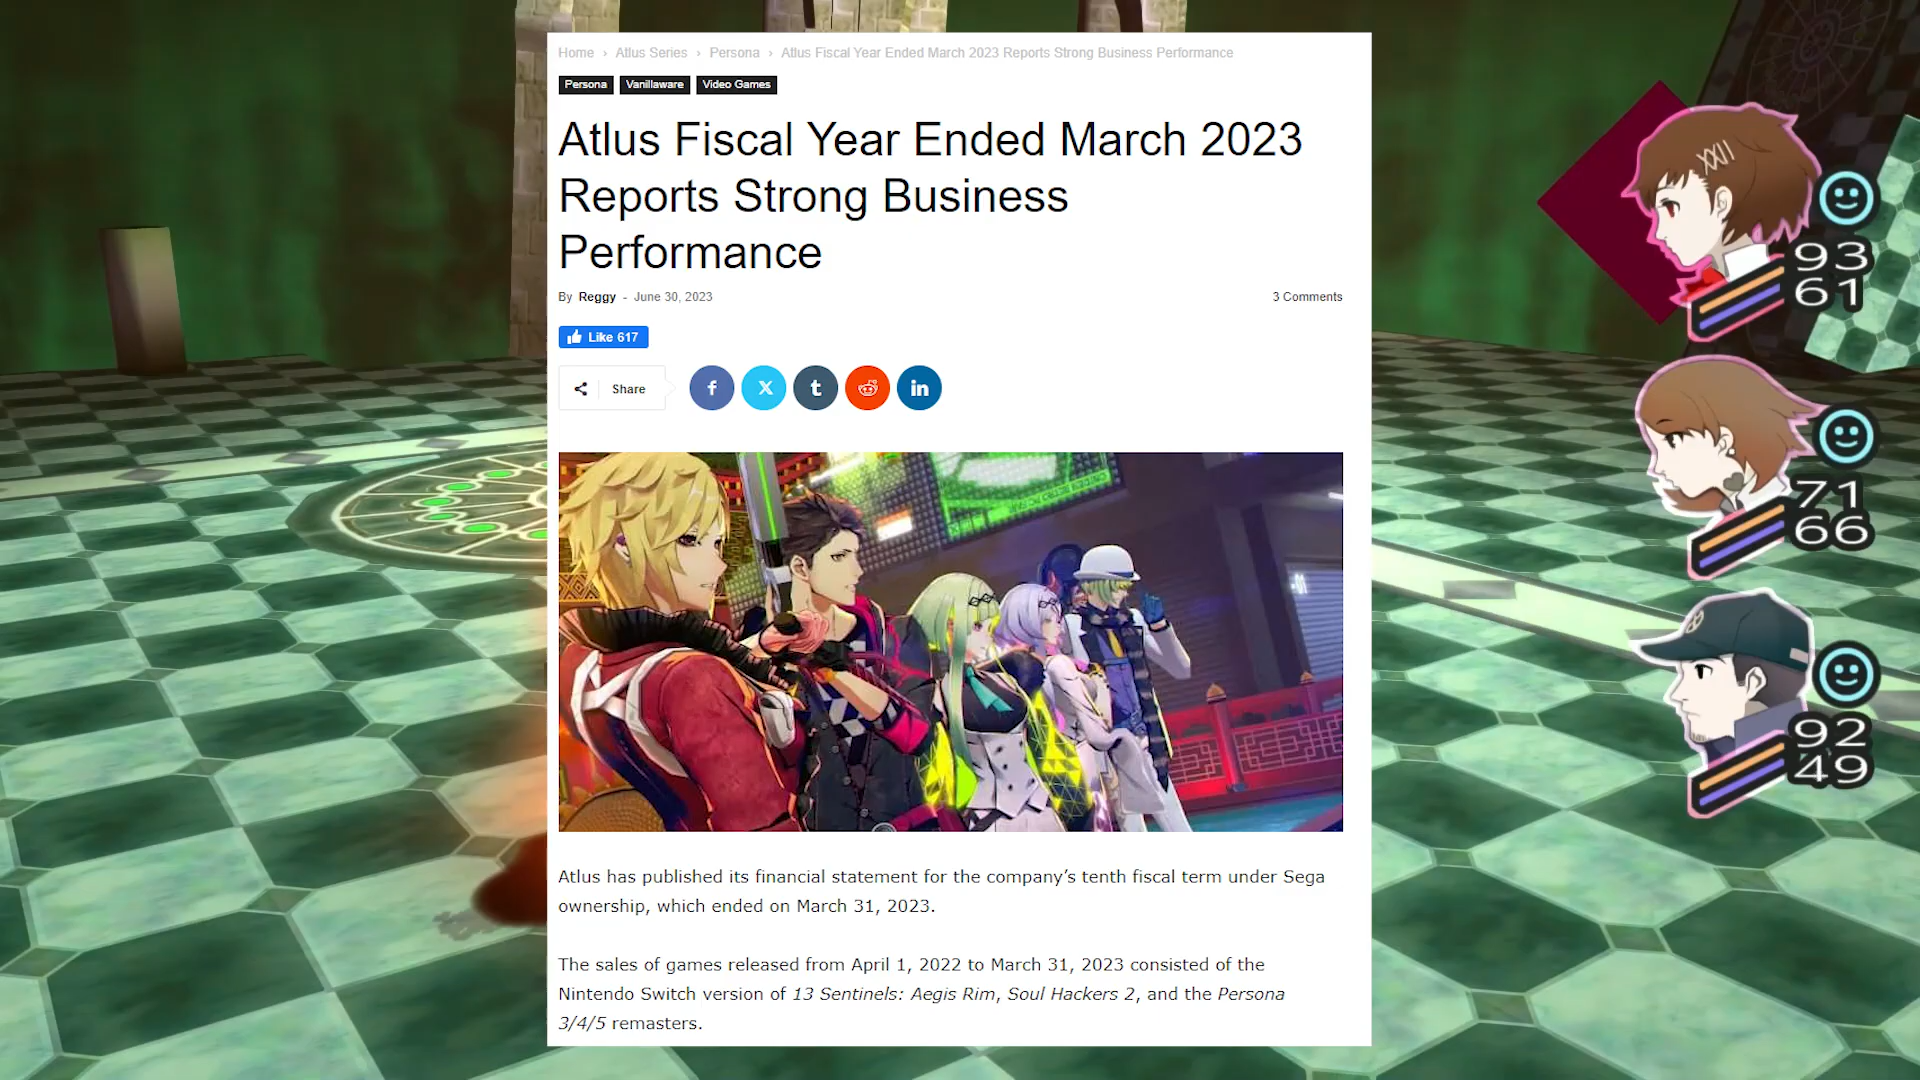 Home › Atlus Series › Persona › Atlus Fiscal Year Ended March 2023 Reports Strong Business Performance
Persona Vanillaware Video Games
Atlus Fiscal Year Ended March 2023
Reports Strong Business
Performance
By Reggy - June 30, 2023
3 Comments
Like 617
Share
XXII
93
61
71
66
92
49
Atlus has published its financial statement for the company’s tenth fiscal term under Sega
ownership, which ended on March 31, 2023.
The sales of games released from April 1, 2022 to March 31, 2023 consisted of the
Nintendo Switch version of 13 Sentinels: Aegis Rim, Soul Hackers 2, and the Persona
3/4/5 remasters.